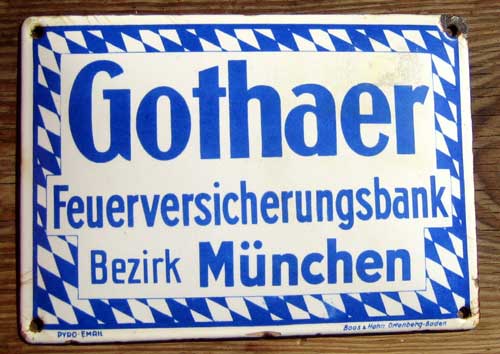 Gothaer
Feuerversicherungsbank
Bezirk München
PYRO-EMAIL
Boos & Hahn Ortenberg-Baden